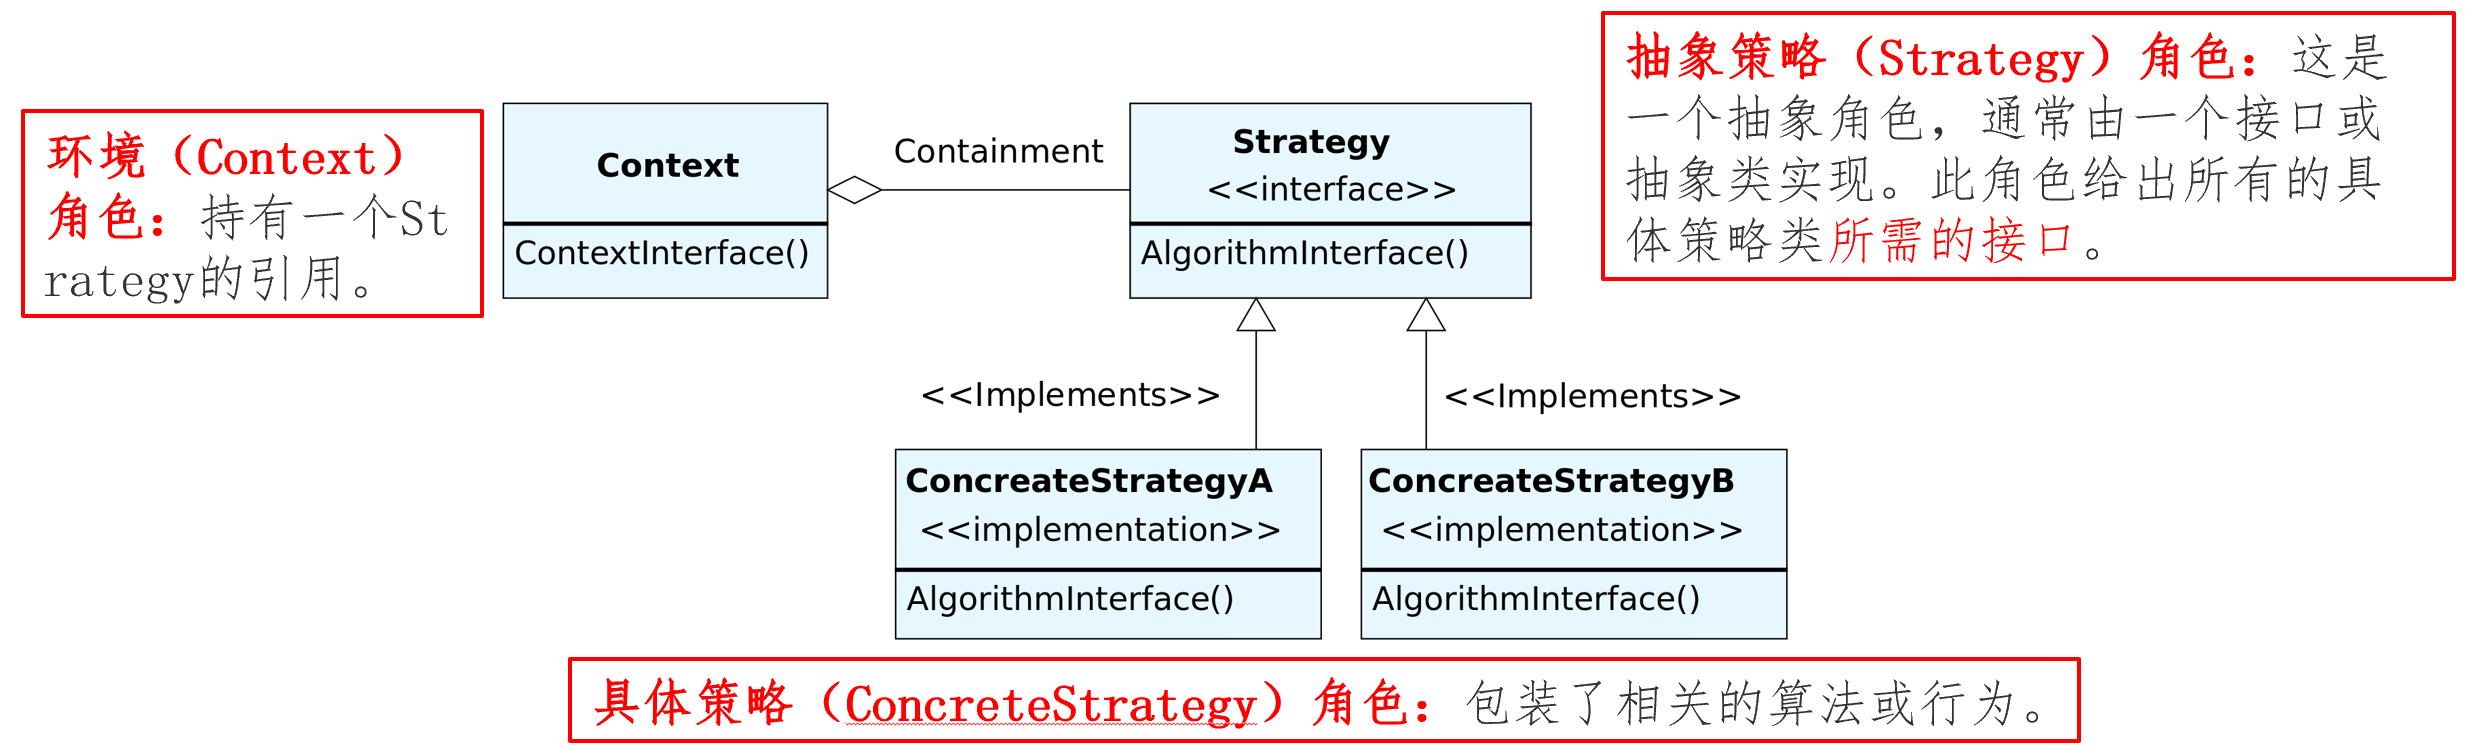 环境（Context）
角色：持有一个St
rategy的引用。
Context
ContextInterface()
Containment
Strategy
<<interface>>
AlgorithmInterface()
抽象策略（Strategy）角色：这是
一个抽象角色，通常由一个接口或
抽象类实现。此角色给出所有的具
体策略类所需的接口。
<<Implements>>
<<Implements>>
ConcreateStrategyA
<<implementation>>
AlgorithmInterface()
ConcreateStrategyB
<<implementation>>
AlgorithmInterface()
具体策略（ConcreteStrategy）角色：包装了相关的算法或行为。